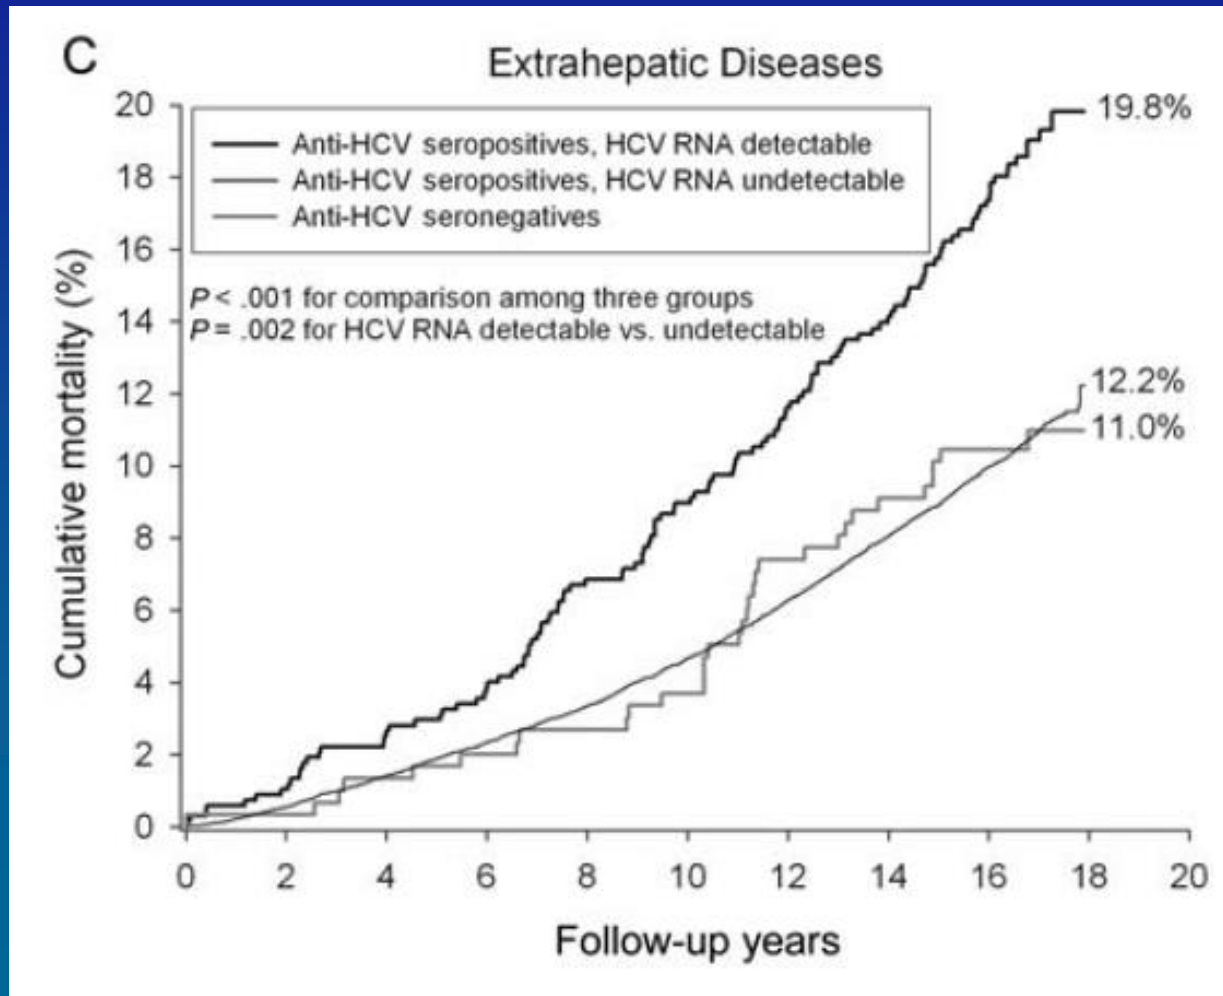 C
Extrahepatic Diseases
Anti-HCV seropositives, HCV RNA detectable
Anti-HCV seropositives, HCV RNA undetectable
Anti-HCV seronegatives
P < .001 for comparison among three groups
P = .002 for HCV RNA detectable vs. undetectable
19.8%
12.2%
11.0%
Cumulative mortality (%)
20
18
16
14
12
10
8
6
4
2
0
0 2 4 6 8 10 12 14 16 18 20
Follow-up years